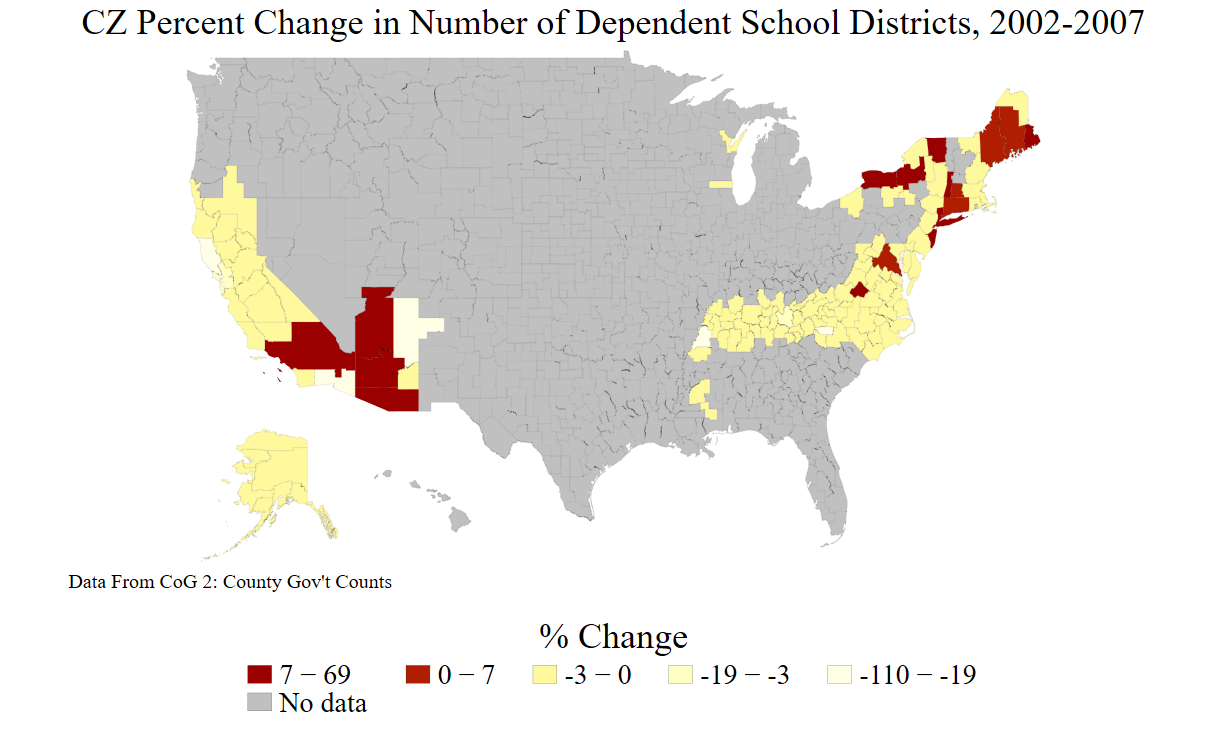 CZ Percent Change in Number of Dependent School Districts, 2002-2007
Data From CoG 2: County Gov't Counts
% Change
7 − 69
0 − 7
-3 − 0
-19 − -3
-110 − -19
No data